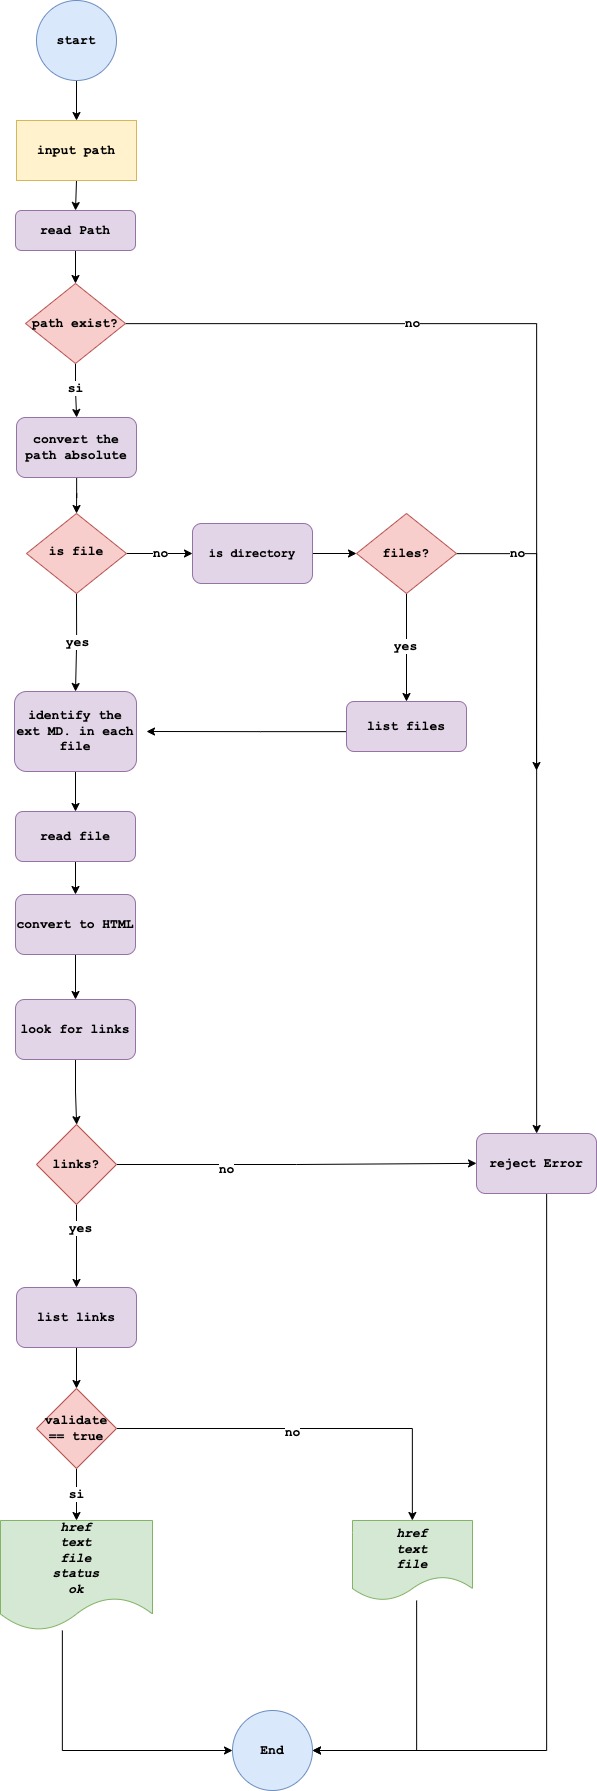 start
input path
read Path
path exist?
no
si
convert the
path absolute
is file
no
is directory
files?
no
yes
yes
identify the
ext MD. in each
file
list files
read file
convert to HTML
look for links
links?
no
reject Error
yes
list links
validate
== true
no
si
href
text
file
status
ok
href
text
file
End